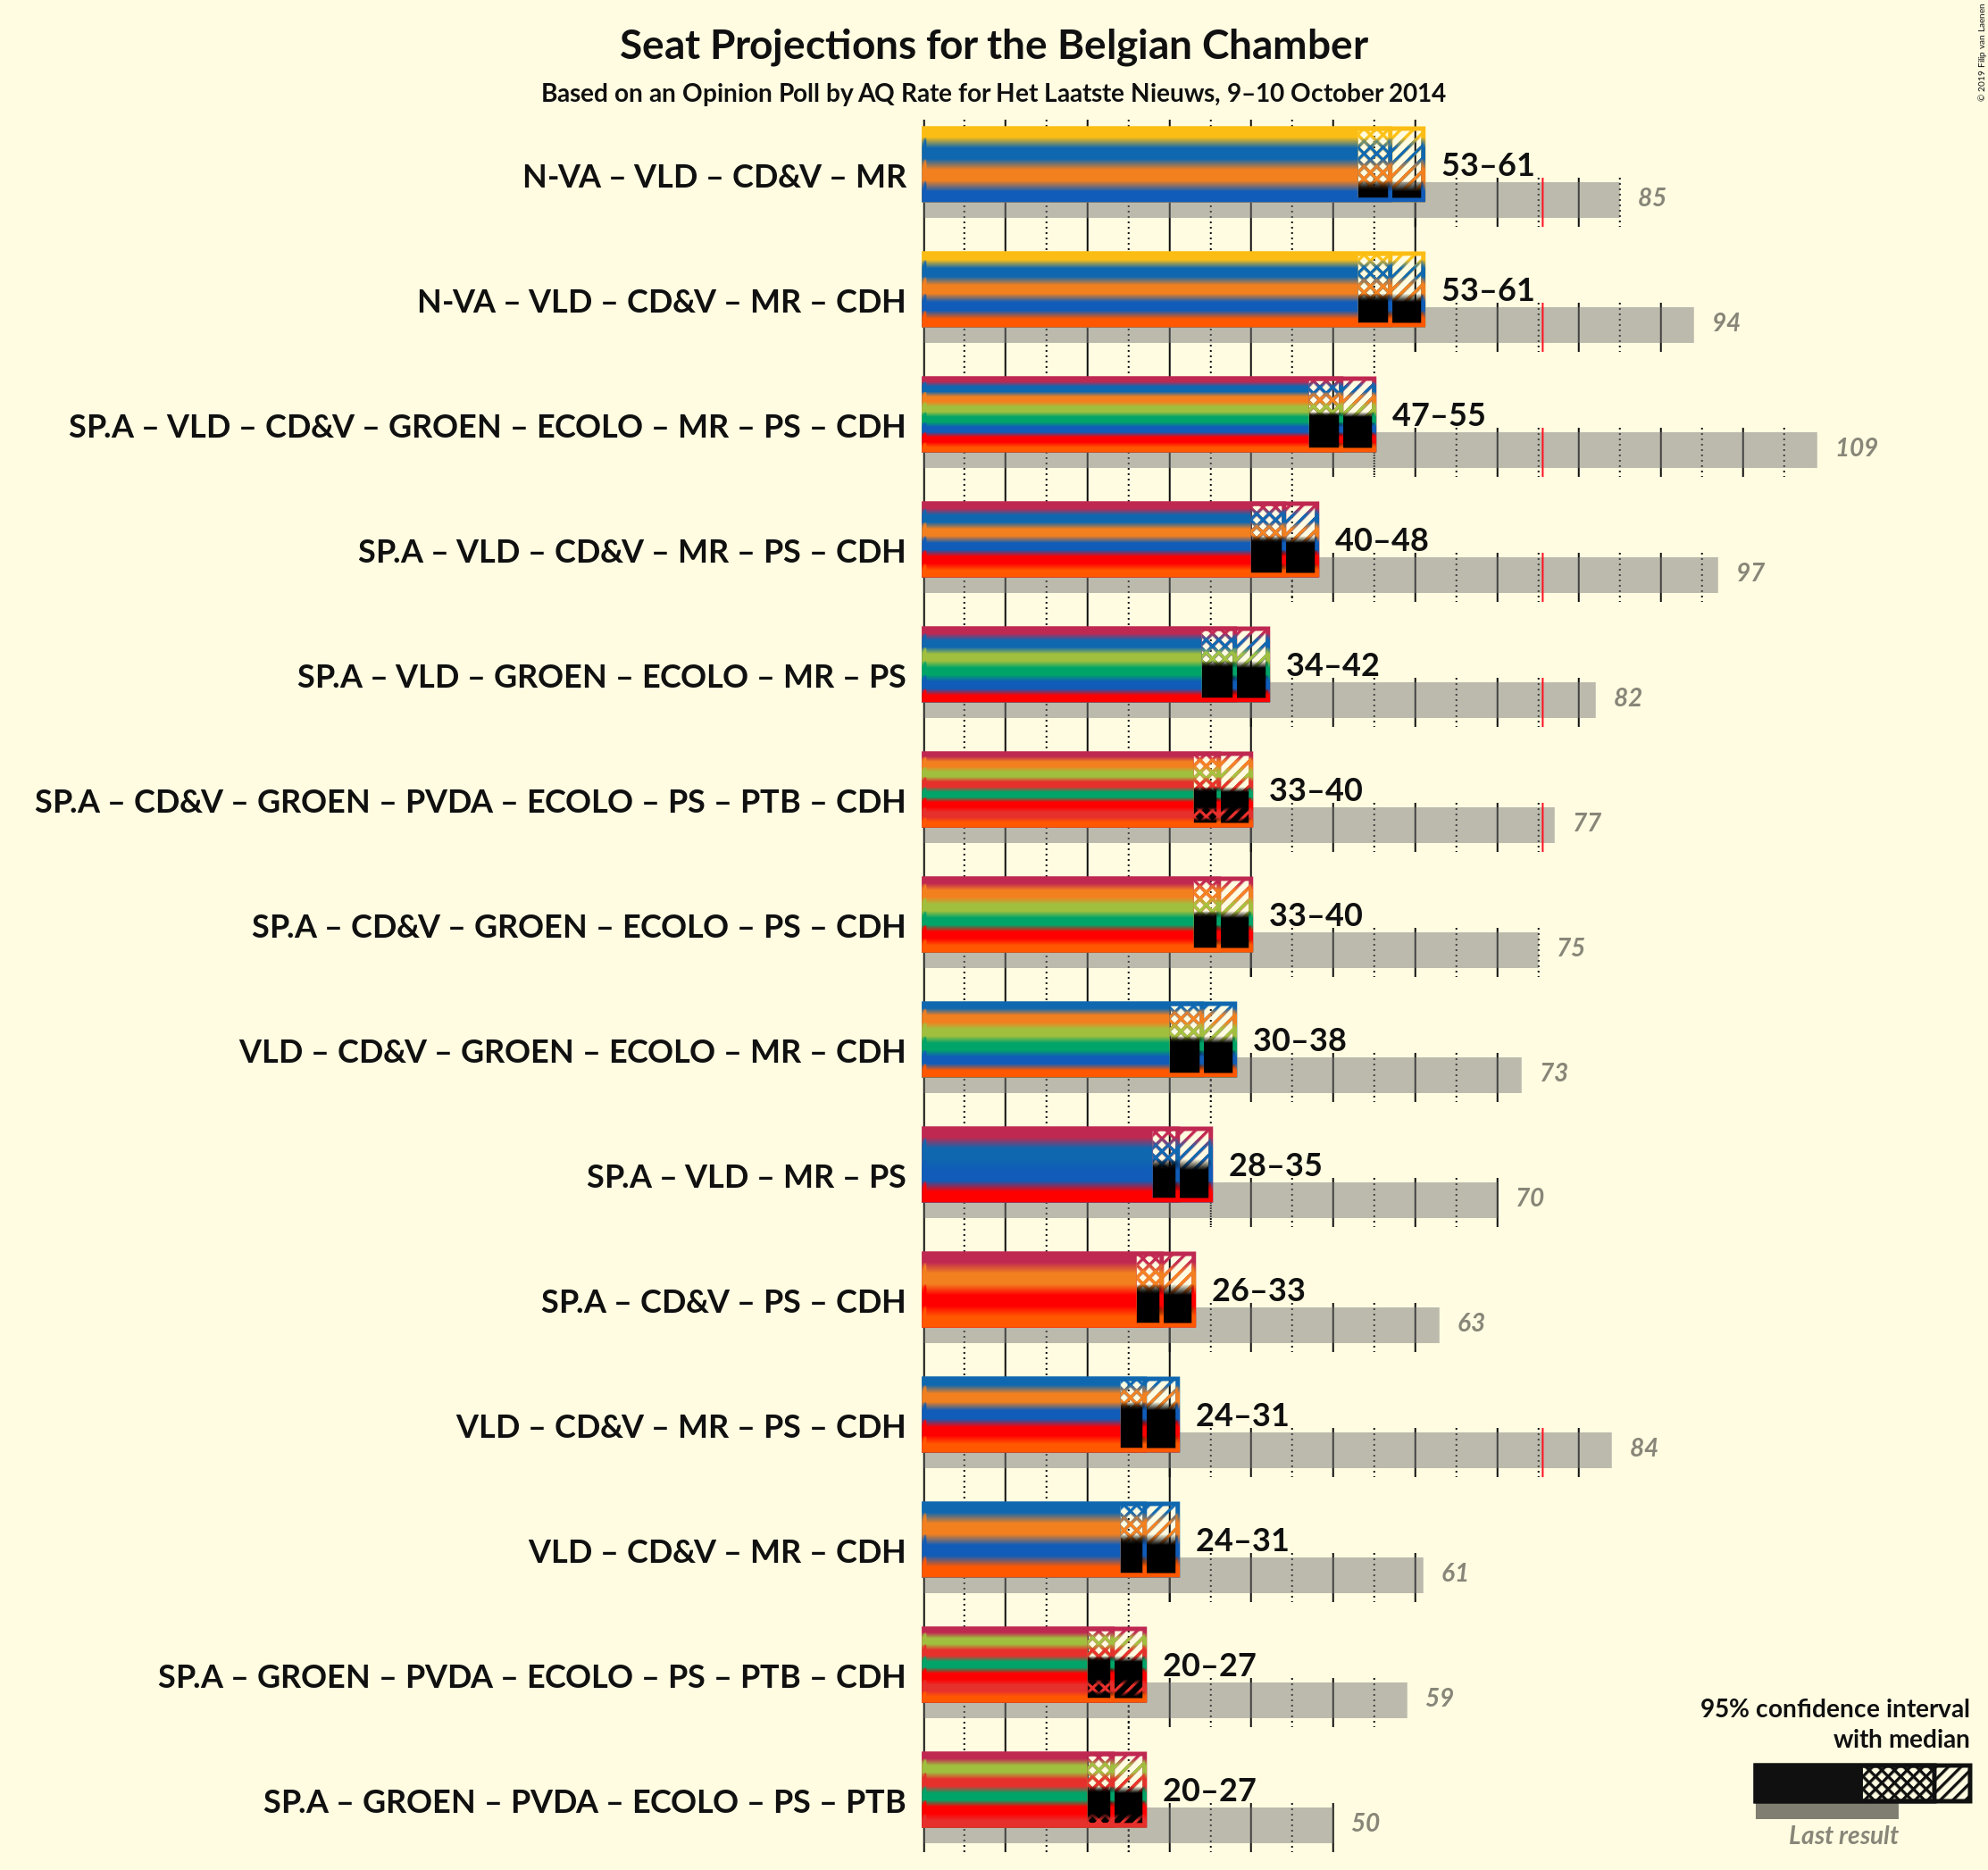 Seat Projections for the Belgian Chamber
Based on an Opinion Poll by AQ Rate for Het Laatste Nieuws, 9–10 October 2014
© 2019 Filip van Laenen
N-VA – VLD – CD&V – MR
53–61
85
N-VA – VLD – CD&V – MR – CDH
53–61
94
SP.A – VLD – CD&V – GROEN – ECOLO – MR – PS – CDH
47–55
109
SP.A – VLD – CD&V – MR – PS – CDH
40–48
97
SP.A – VLD – GROEN – ECOLO – MR – PS
34–42
82
SP.A – CD&V – GROEN – PVDA – ECOLO – PS – PTB – CDH
33–40
77
SP.A – CD&V – GROEN – ECOLO – PS – CDH
33–40
75
VLD – CD&V – GROEN – ECOLO – MR – CDH
30–38
73
SP.A – VLD – MR – PS
28–35
70
SP.A – CD&V – PS – CDH
26–33
63
VLD – CD&V – MR – PS – CDH
24–31
84
VLD – CD&V – MR – CDH
24–31
61
SP.A – GROEN – PVDA – ECOLO – PS – PTB – CDH
20–27
59
SP.A – GROEN – PVDA – ECOLO – PS – PTB
20–27
50
95% confidence interval
with median
Last result